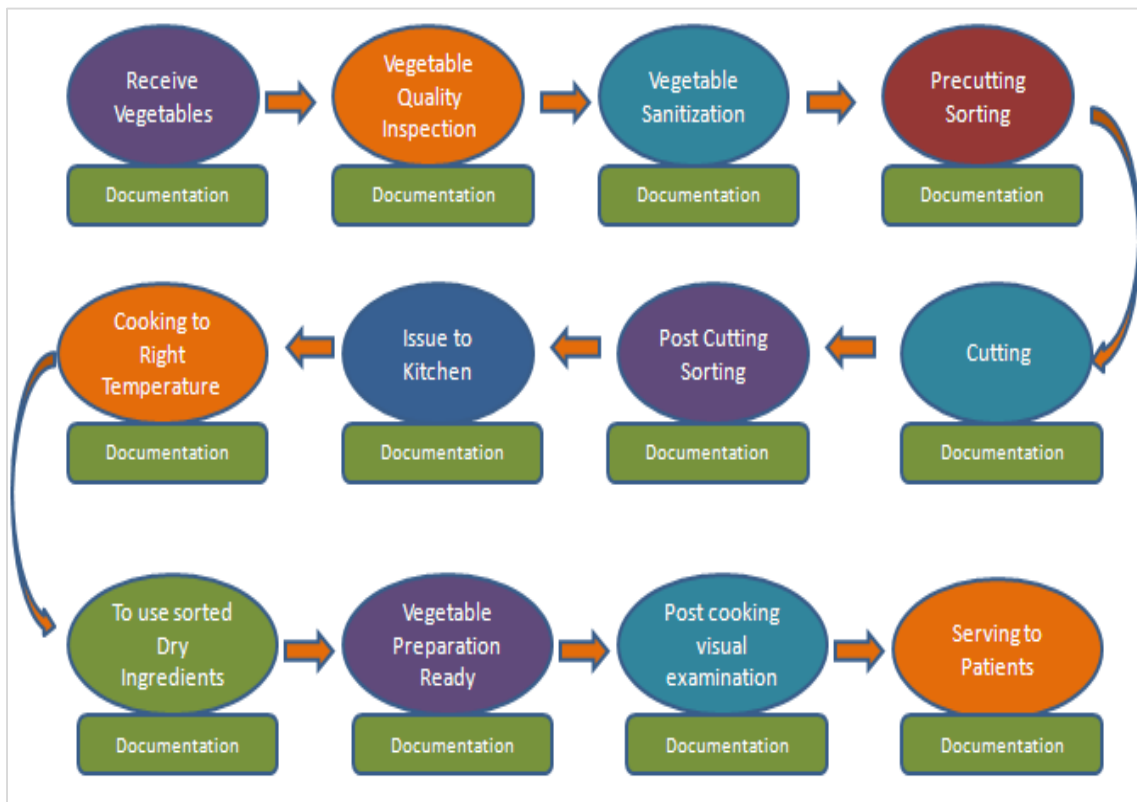 Receive
Vegetables
Documentation
Vegetable
Quality
Inspection
Documentation
Vegetable
Sanitization
Documentation
Precutting
Sorting
Documentation
Cutting
Documentation
Post Cutting
Sorting
Documentation
Issue to
Kitchen
Documentation
Cooking to
Right
Temperature
Documentation
To use sorted
Dry
Ingredients
Documentation
Vegetable
Preparation
Ready
Documentation
Post cooking
visual
examination
Documentation
Serving to
Patients
Documentation